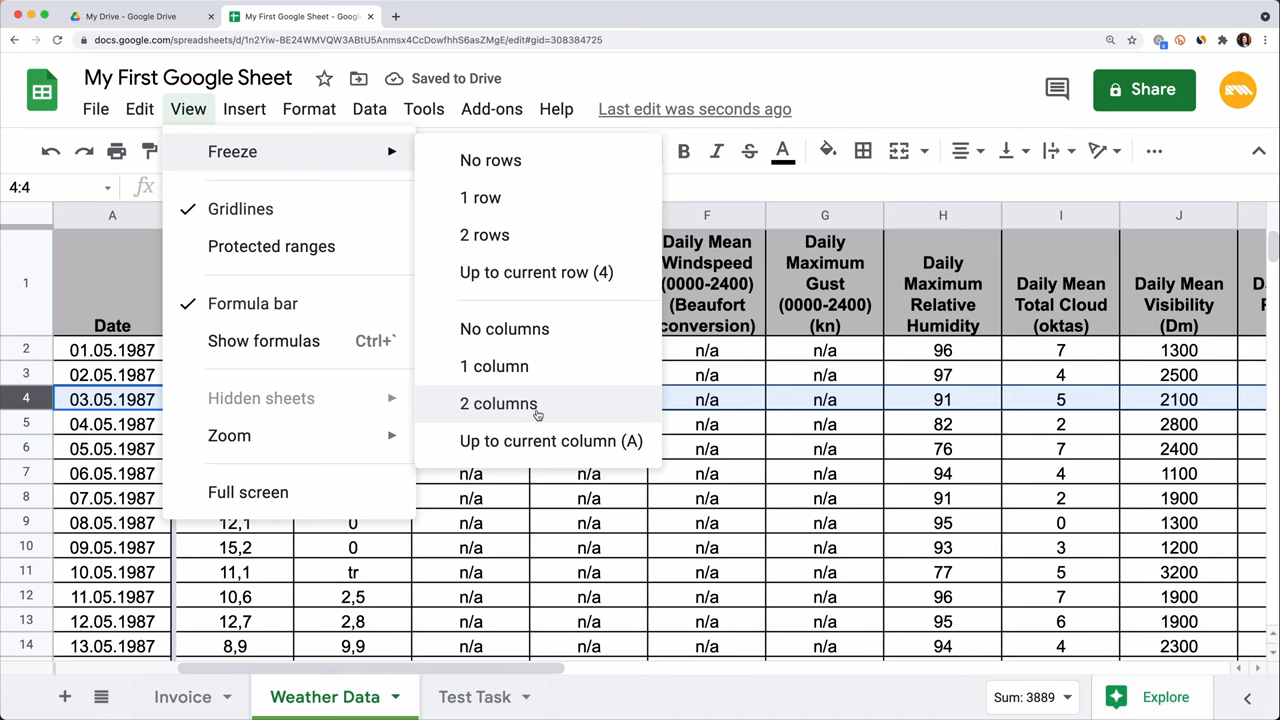 My Drive - Google Drive
My First Google Sheet - Googl
docs.google.com/spreadsheets/d/1n2Yiw-BE24WMVQW3ABtU5Anmsx4CcDowfhhS6asZMgE/edit#gid=308384725
My First Google Sheet
Saved to Drive
Share
File Edit View Insert Format Data Tools Add-ons Help Last edit was seconds ago
4:4
fx
Freeze
Gridlines
Protected ranges
Formula bar
Show formulas Ctrl+`
Hidden sheets
Zoom
Full screen
No rows
1 row
2 rows
Up to current row (4)
No columns
1 column
2 columns
Up to current column (A)
A F G H I J
1
Date
Daily Mean
Windspeed
(0000-2400)
(Beaufort
conversion)
Daily
Maximum
Gust
(0000-2400)
(kn)
Daily
Maximum
Relative
Humidity
Daily Mean
Total Cloud
(oktas)
Daily Mean
Visibility
(Dm)
2 01.05.1987 n/a n/a 96 7 1300
3 02.05.1987 n/a n/a 97 4 2500
4 03.05.1987 n/a n/a 91 5 2100
5 04.05.1987 n/a n/a 82 2 2800
6 05.05.1987 n/a n/a 76 7 2400
7 06.05.1987 n/a n/a n/a n/a 94 4 1100
8 07.05.1987 n/a n/a n/a n/a 91 2 1900
9 08.05.1987 12,1 0 n/a n/a n/a n/a 95 0 1300
10 09.05.1987 15,2 0 n/a n/a n/a n/a 93 3 1200
11 10.05.1987 11,1 tr n/a n/a n/a n/a 77 5 3200
12 11.05.1987 10,6 2,5 n/a n/a n/a n/a 96 7 1900
13 12.05.1987 12,7 2,8 n/a n/a n/a n/a 95 6 1900
14 13.05.1987 8,9 9,9 n/a n/a n/a n/a 94 4 2300
Invoice Weather Data Test Task Sum: 3889 Explore